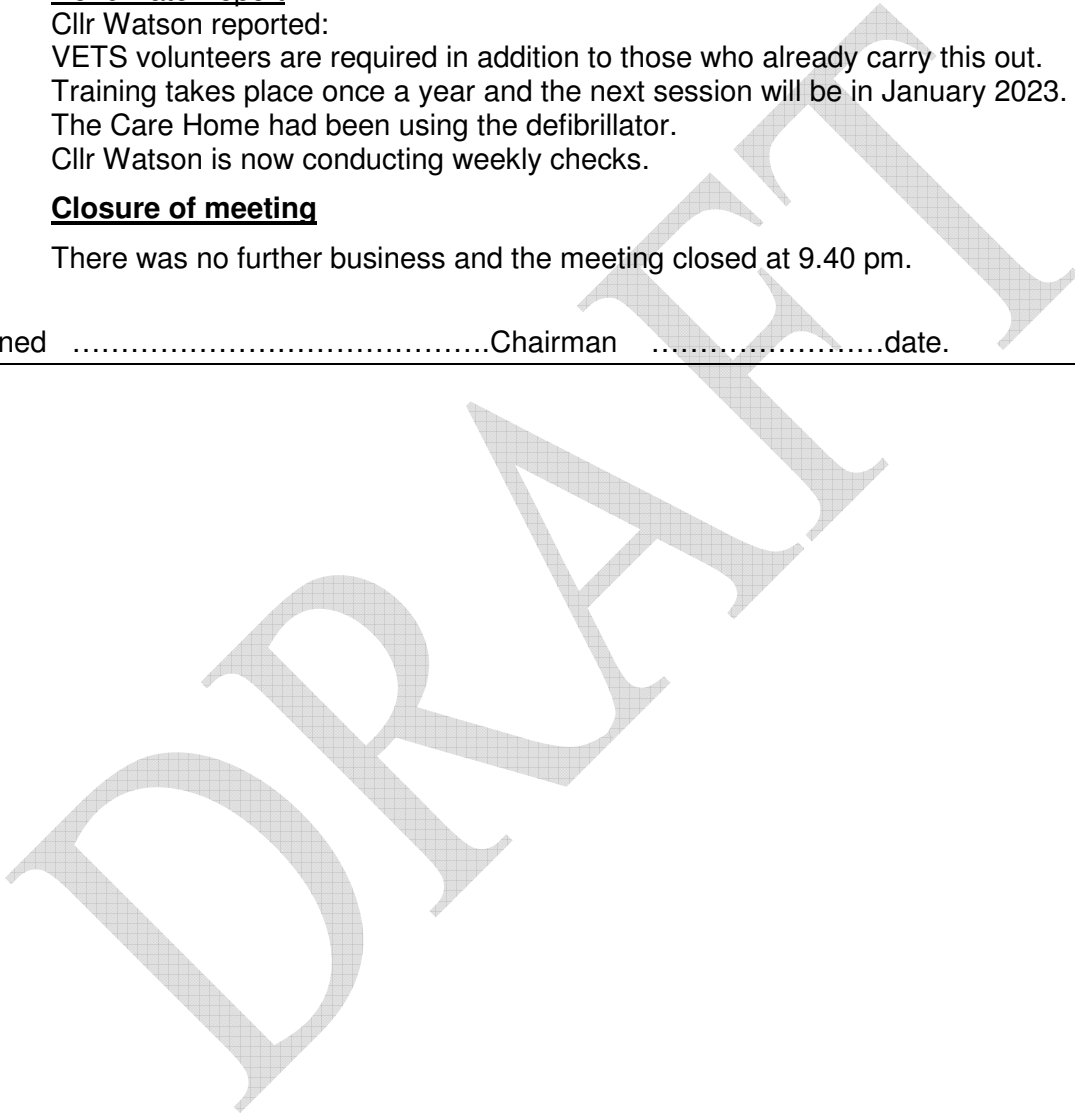 Cllr Watson reported:
VETS volunteers are required in addition to those who already carry this out.
Training takes place once a year and the next session will be in January 2023.
The Care Home had been using the defibrillator.
Cllr Watson is now conducting weekly checks.
Closure of meeting
There was no further business and the meeting closed at 9.40 pm.
ned …………………………………….Chairman ……………………date.
DRAFT